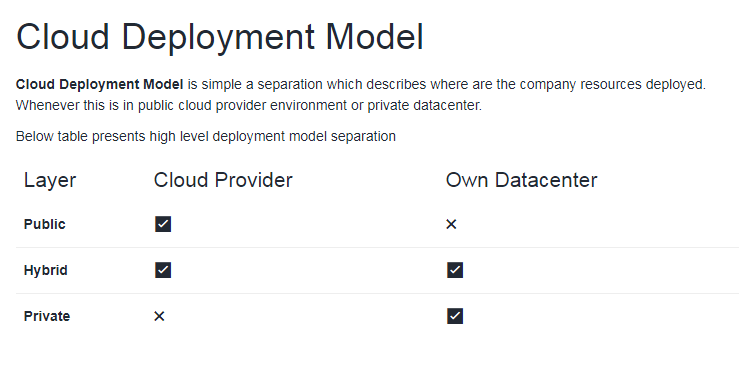 Cloud Deployment Model
Cloud Deployment Model is simple a separation which describes where are the company resources deployed.
Whenever this is in public cloud provider environment or private datacenter.
Below table presents high level deployment model separation
Layer Cloud Provider Own Datacenter
Public ☑ ✕
Hybrid ☑ ☑
Private ✕ ☑